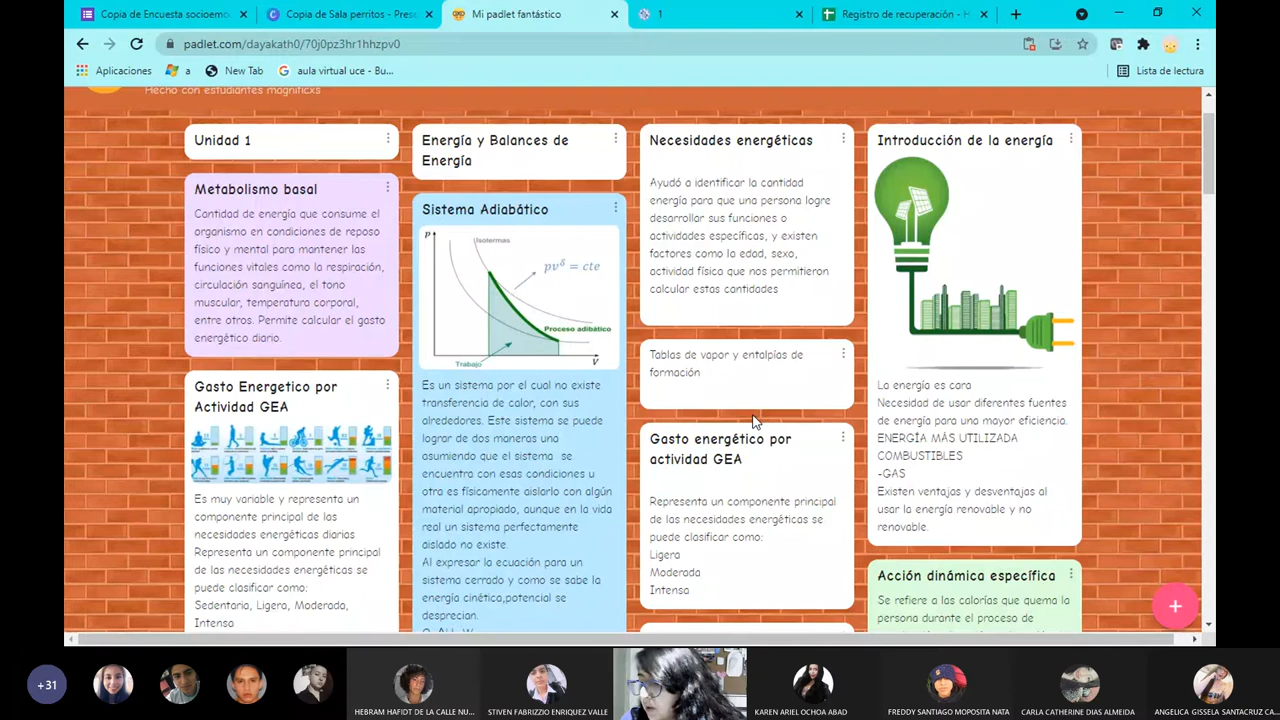 Copia de Encuesta socioemo
Copia de Sala perritos - Prese
Mi padlet fantástico
1
Registro de recuperación - H
padlet.com/dayakath0/70j0pz3hr1hhzpv0
Aplicaciones
a
New Tab
aula virtual uce - Bu...
Lista de lectura
Hecho con estudiantes magníficxs
Unidad 1
Metabolismo basal
Cantidad de energía que consume el
organismo en condiciones de reposo
físico y mental para mantener las
funciones vitales como la respiración,
circulación sanguínea, el tono
muscular, temperatura corporal,
entre otros. Permite calcular el gasto
energético diario.
Gasto Energetico por
Actividad GEA
Es muy variable y representa un
componente principal de las
necesidades energéticas diarias
Representa un componente principal
de las necesidades energéticas se
puede clasificar como:
Sedentaria, Ligera, Moderada,
Intensa
Energía y Balances de
Energía
Sistema Adiabático
P
Isotermas
pv^δ = cte
Proceso adibático
Trabajo
V
Es un sistema por el cual no existe
transferencia de calor, con sus
alrededores. Este sistema se puede
lograr de dos maneras una
asumiendo que el sistema se
encuentra con esas condiciones u
otra es físicamente aislarlo con algún
material apropiado, aunque en la vida
real un sistema perfectamente
aislado no existe.
Al expresar la ecuación para un
sistema cerrado y como se sabe la
energía cinética,potencial se
desprecian.
Necesidades energéticas
Ayudó a identificar la cantidad
energía para que una persona logre
desarrollar sus funciones o
actividades específicas, y existen
factores como la edad, sexo,
actividad física que nos permitieron
calcular estas cantidades
Tablas de vapor y entalpías de
formación
Gasto energético por
actividad GEA
Representa un componente principal
de las necesidades energéticas se
puede clasificar como:
Ligera
Moderada
Intensa
Introducción de la energía
La energía es cara
Necesidad de usar diferentes fuentes
de energía para una mayor eficiencia.
ENERGÍA MÁS UTILIZADA
COMBUSTIBLES
-GAS
Existen ventajas y desventajas al
usar la energía renovable y no
renovable.
Acción dinámica específica
Se refiere a las calorías que quema la
persona durante el proceso de
+31
HEBRAM HAFIDT DE LA CALLE NU...
STIVEN FABRIZZIO ENRIQUEZ VALLE
KAREN ARIEL OCHOA ABAD
FREDDY SANTIAGO MOPOSITA NATA
CARLA CATHERINE DIAS ALMEIDA
ANGELICA GISSELA SANTACRUZ CA...